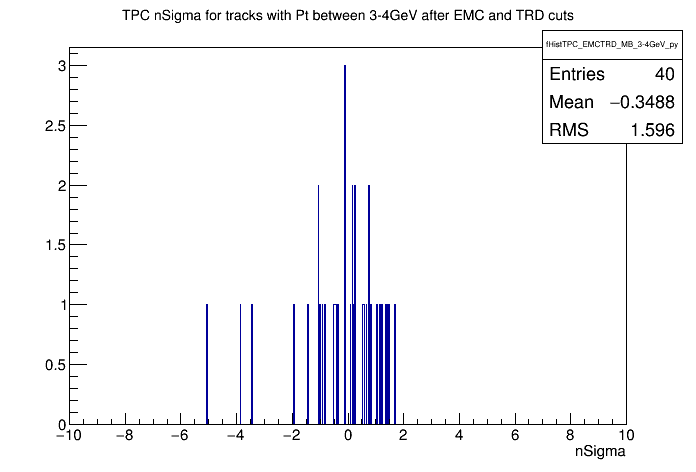 TPC nSigma for tracks with Pt between 3-4GeV after EMC and TRD cuts
fHistTPC_EMCTRD_MB_3-4GeV_py
Entries 40
Mean −0.3488
RMS 1.596
3
2.5
2
1.5
1
0.5
0
−10 −8 −6 −4 −2 0 2 4 6 8 10
nSigma